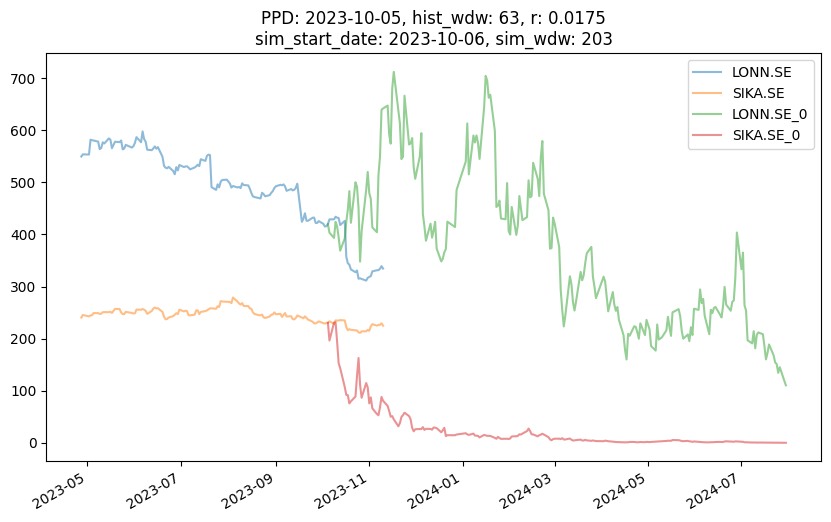 PPD: 2023-10-05, hist_wdw: 63, r: 0.0175
sim_start_date: 2023-10-06, sim_wdw: 203
LONN.SE
SIKA.SE
LONN.SE_0
SIKA.SE_0
700
600
500
400
300
200
100
0
2023-05
2023-07
2023-09
2023-11
2024-01
2024-03
2024-05
2024-07